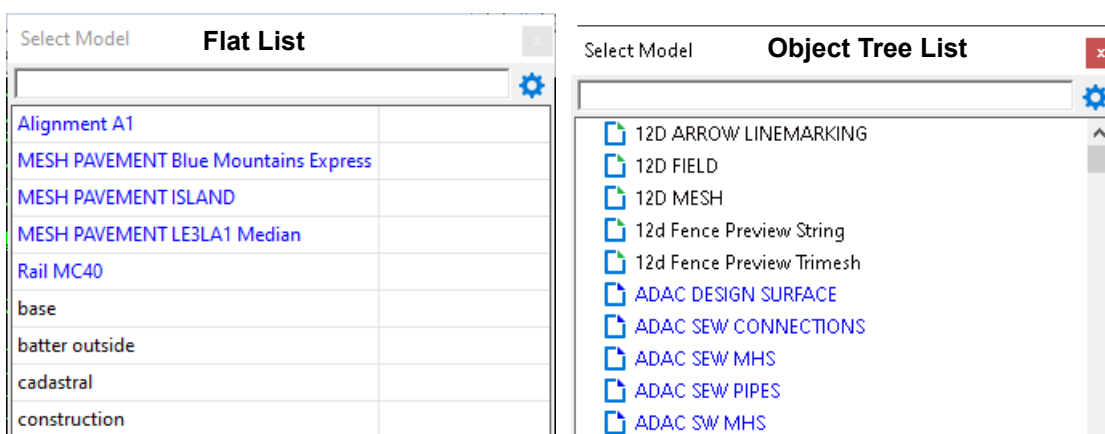 Select Model
Flat List
Alignment A1
MESH PAVEMENT Blue Mountains Express
MESH PAVEMENT ISLAND
MESH PAVEMENT LE3LA1 Median
Rail MC40
base
batter outside
cadastral
construction
Select Model
Object Tree List
12D ARROW LINEMARKING
12D FIELD
12D MESH
12d Fence Preview String
12d Fence Preview Trimesh
ADAC DESIGN SURFACE
ADAC SEW CONNECTIONS
ADAC SEW MHS
ADAC SEW PIPES
ADAC SW MHS